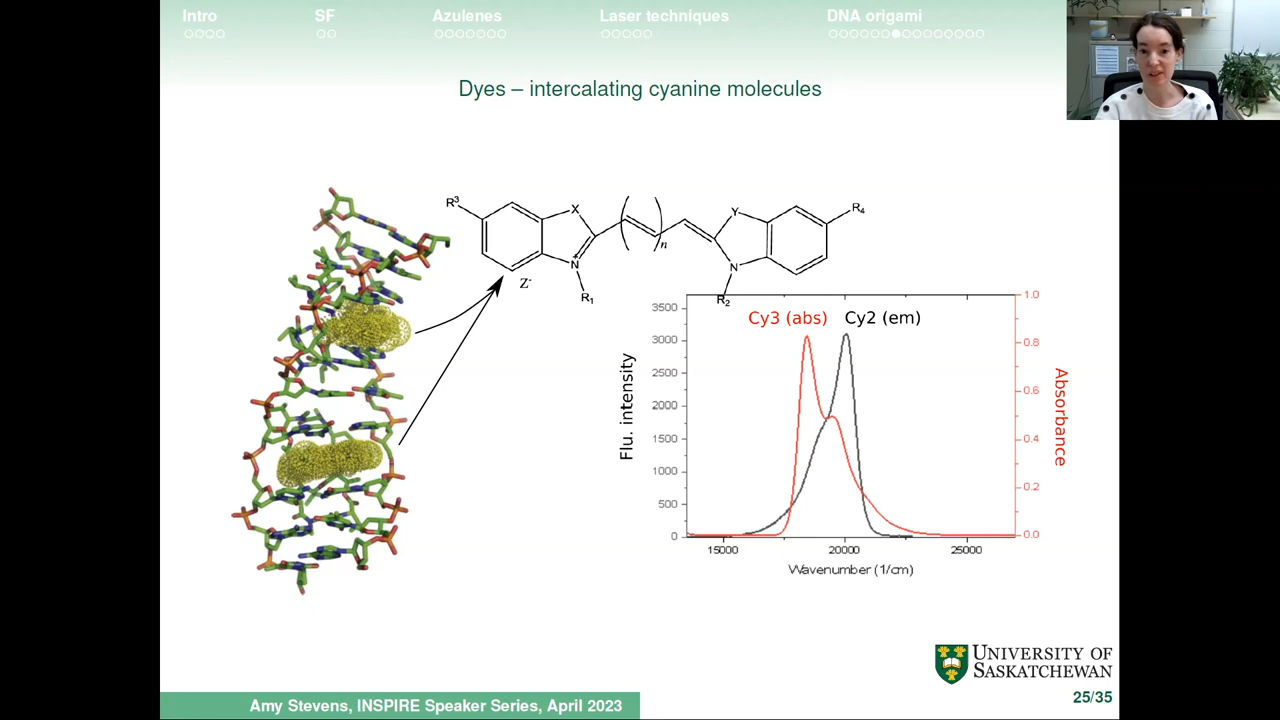 Intro SF Azulenes Laser techniques DNA origami
Dyes – intercalating cyanine molecules
R3 X n Y R4
N+ N
Z- R1 R2
Cy3 (abs) Cy2 (em)
Flu. intensity
3500
3000
2500
2000
1500
1000
500
0
1.0
0.8
0.6
0.4
0.2
0.0
Absorbance
15000 20000 25000
Wavenumber (1/cm)
UNIVERSITY OF
SASKATCHEWAN
25/35
Amy Stevens, INSPIRE Speaker Series, April 2023